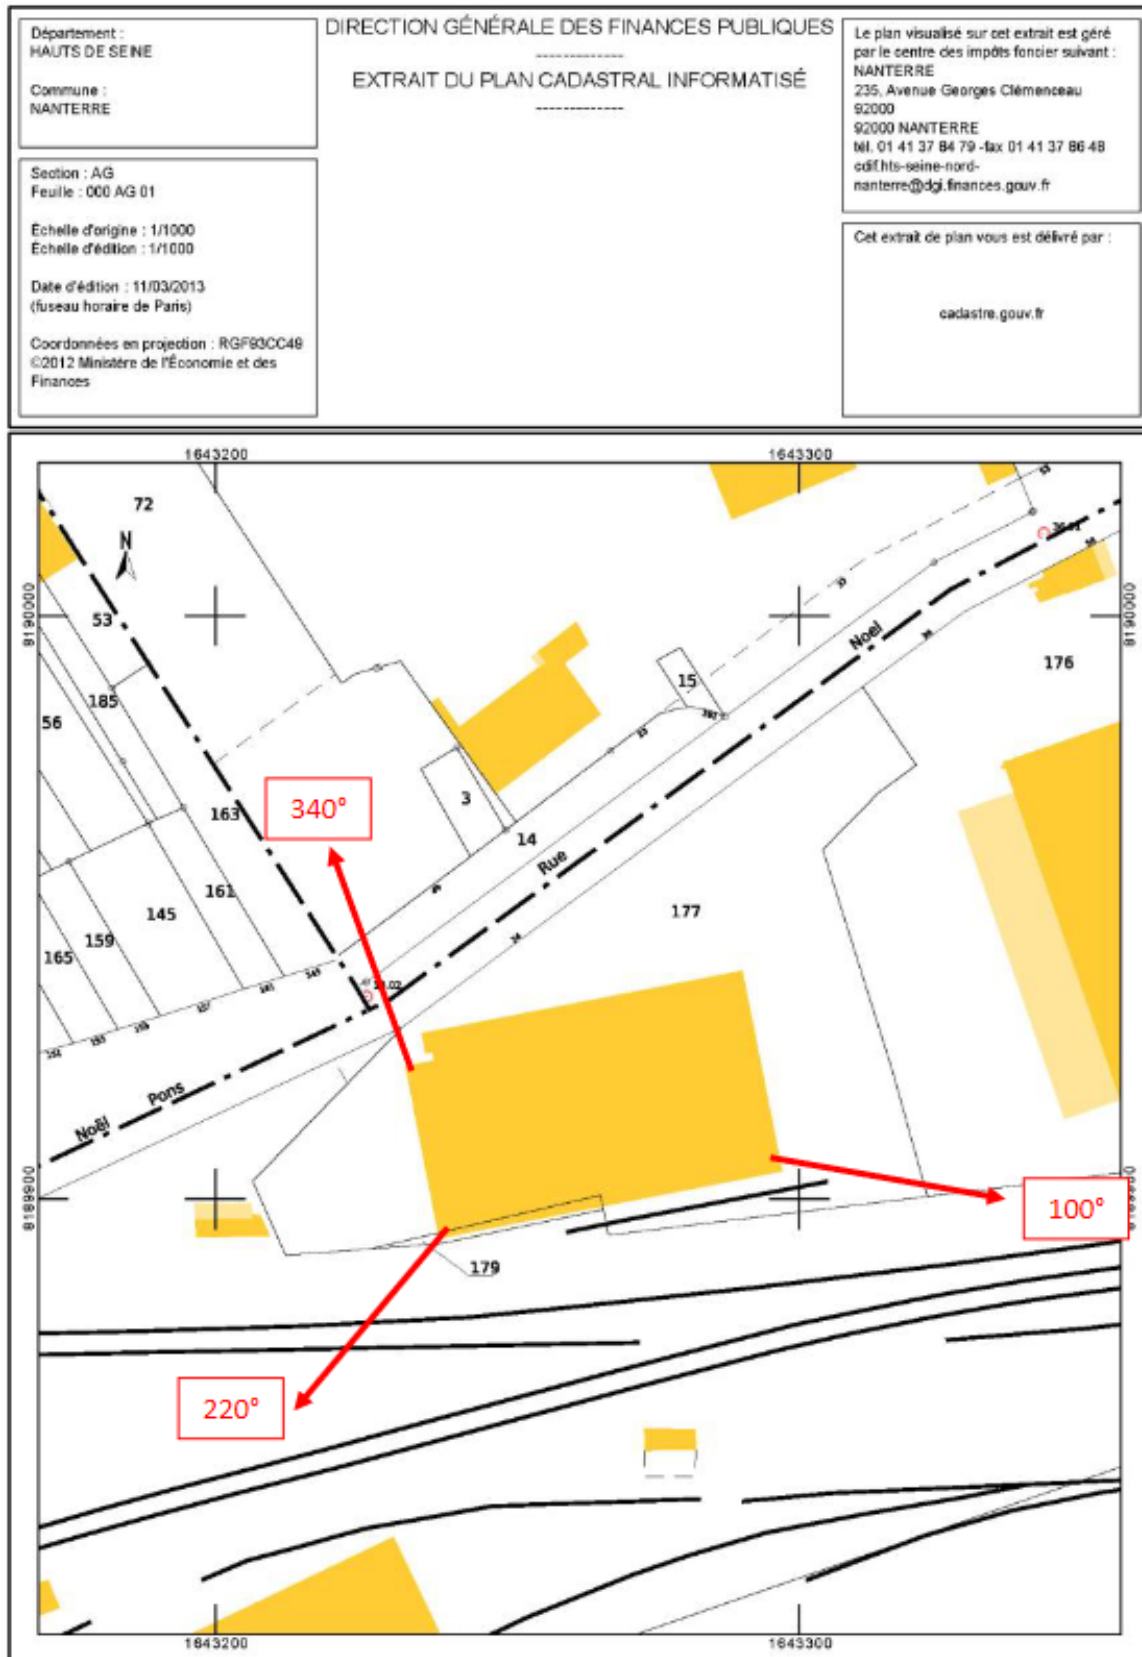 Département :
HAUTS DE SEINE
Commune :
NANTERRE
Section : AG
Feuille : 000 AG 01
Échelle d'origine : 1/1000
Échelle d'édition : 1/1000
Date d'édition : 11/03/2013
(fuseau horaire de Paris)
Coordonnées en projection : RGF93CC49
©2012 Ministère de l'Économie et des
Finances
DIRECTION GÉNÉRALE DES FINANCES PUBLIQUES
-------------
EXTRAIT DU PLAN CADASTRAL INFORMATISÉ
-------------
Le plan visualisé sur cet extrait est géré
par le centre des impôts foncier suivant :
NANTERRE
235, Avenue Georges Clémenceau
92000
92000 NANTERRE
tél. 01 41 37 84 79 -fax 01 41 37 86 48
cdif.hts-seine-nord-
nanterre@dgi.finances.gouv.fr
Cet extrait de plan vous est délivré par :
cadastre.gouv.fr
1643200
1643300
72
N
8190000
8190000
53
Noel
176
185
15
56
163
3
340°
14
Rue
161
145
177
159
165
Pons
Noël
8189900
8189900
100°
179
220°
1643200
1643300